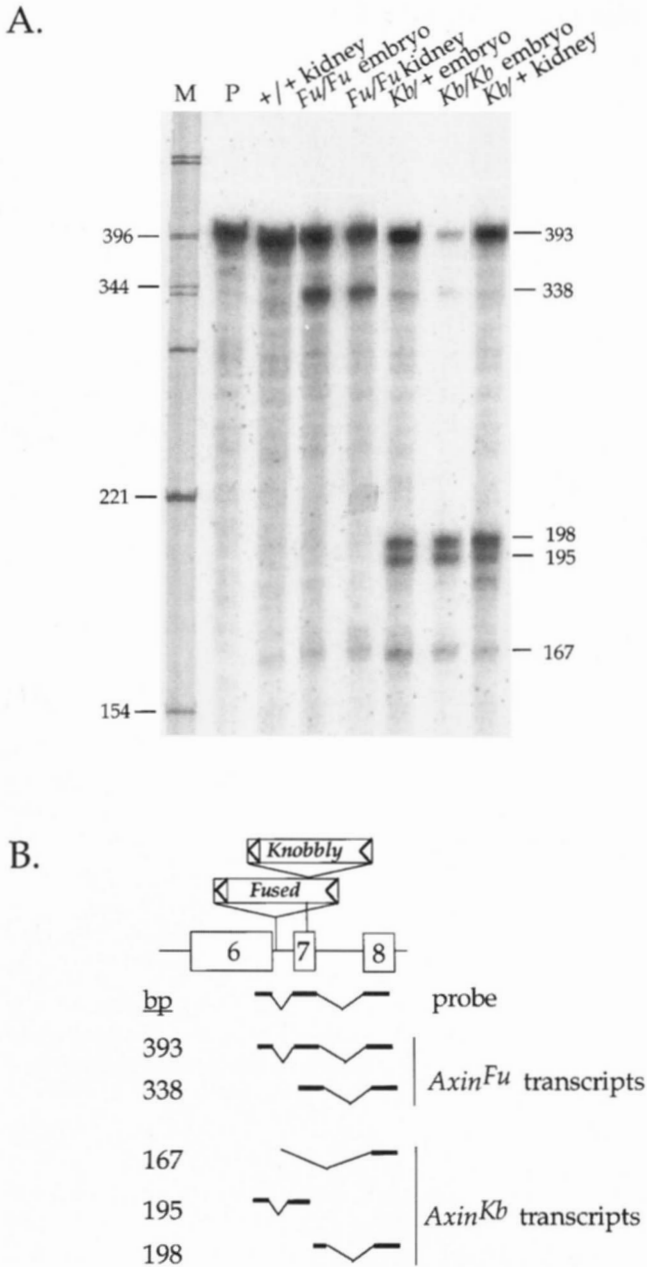 A.
M P +/+ kidney Fu/Fu embryo Fu/Fu kidney Kb/+ embryo Kb/Kb embryo Kb/+ kidney
396 393
344 338
221
198
195
167
154
B.
Knobbly
Fused
6 7 8
bp probe
393
338 AxinFu transcripts
167
195 AxinKb transcripts
198